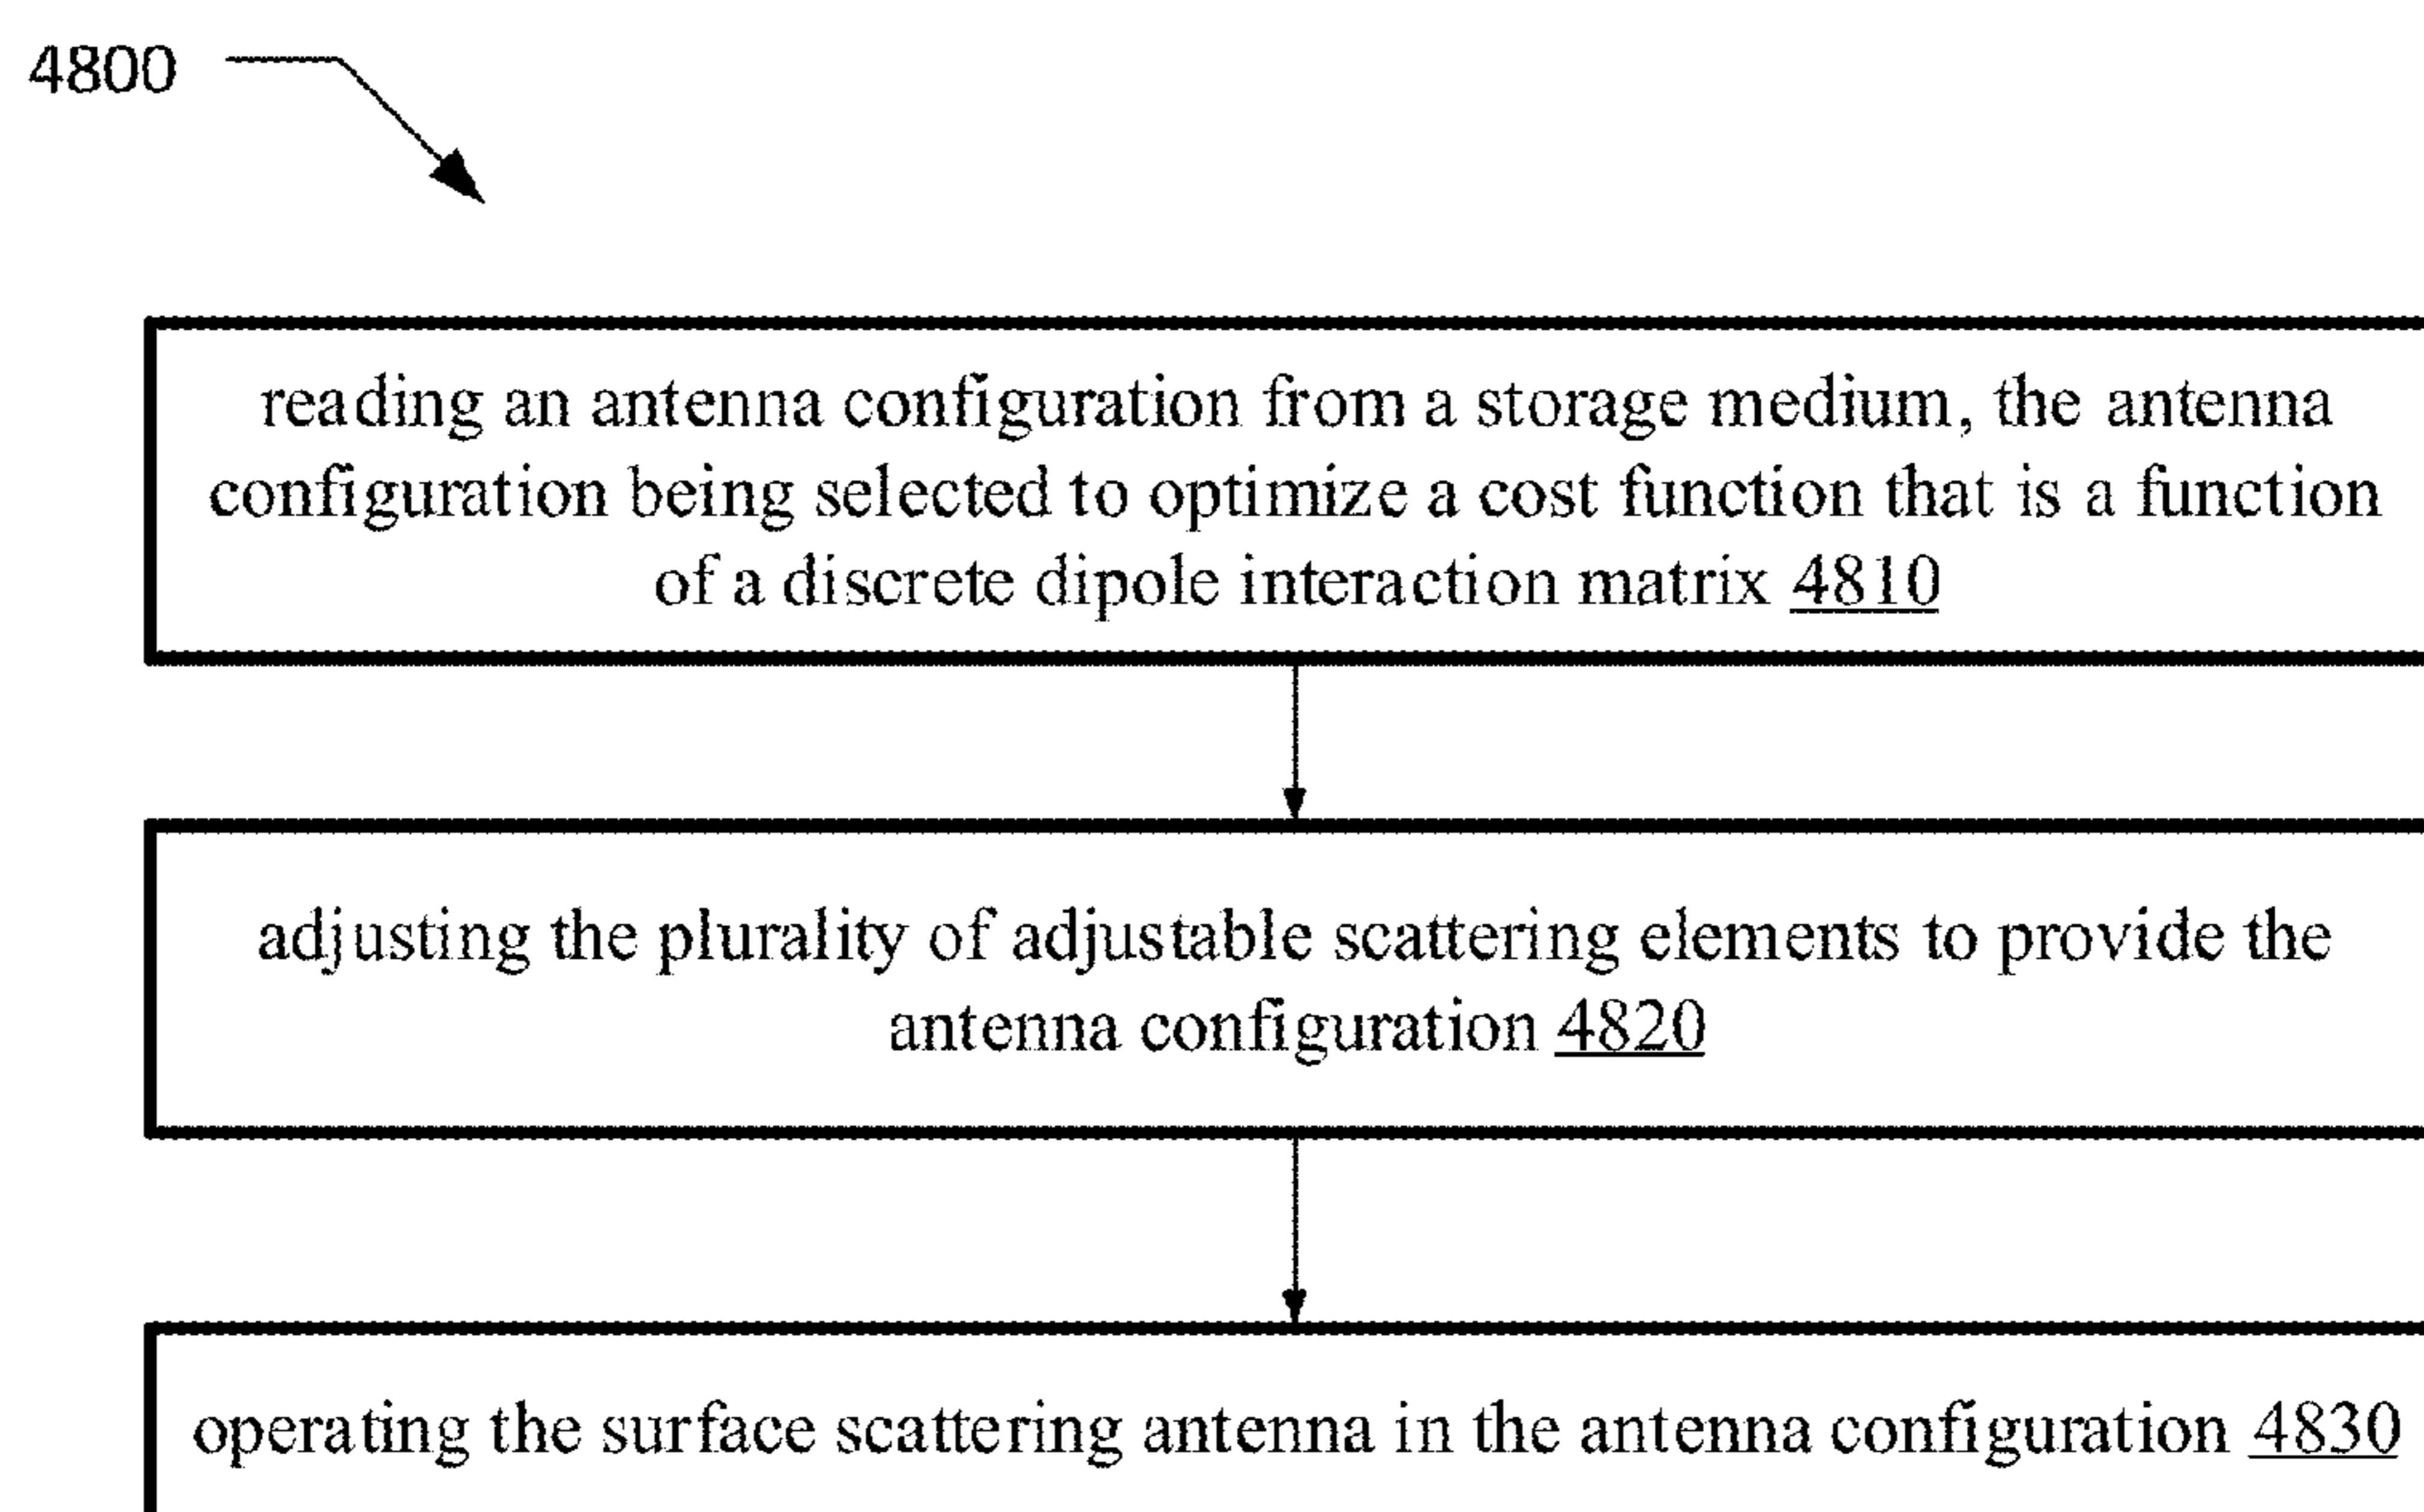 4800
reading an antenna configuration from a storage medium, the antenna
configuration being selected to optimize a cost function that is a function
of a discrete dipole interaction matrix 4810
adjusting the plurality of adjustable scattering elements to provide the
antenna configuration 4820
operating the surface scattering antenna in the antenna configuration 4830